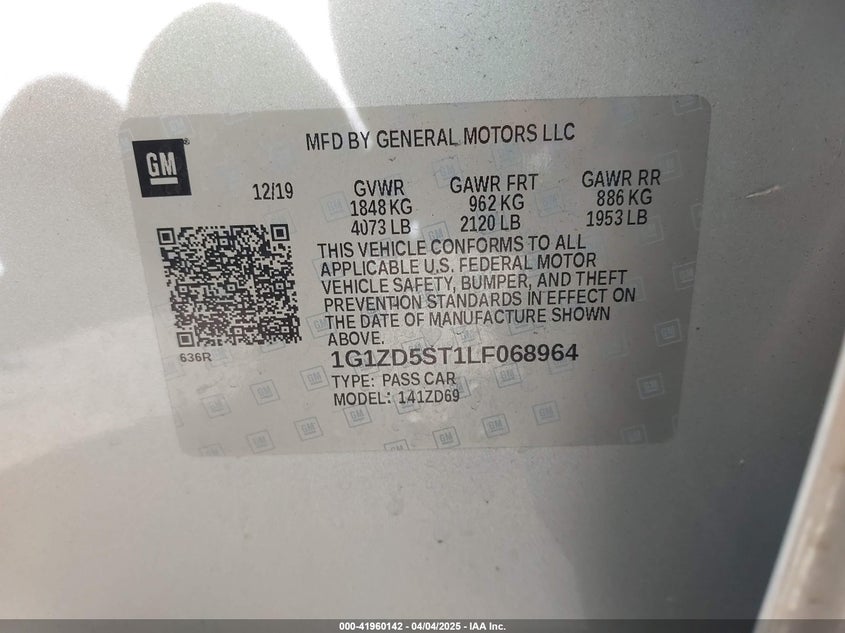 GM
MFD BY GENERAL MOTORS LLC
12/19
GVWR
1848 KG
4073 LB
GAWR FRT
962 KG
2120 LB
GAWR RR
886 KG
1953 LB
THIS VEHICLE CONFORMS TO ALL
APPLICABLE U.S. FEDERAL MOTOR
VEHICLE SAFETY, BUMPER, AND THEFT
PREVENTION STANDARDS IN EFFECT ON
THE DATE OF MANUFACTURE SHOWN
ABOVE.
636R
1G1ZD5ST1LF068964
TYPE: PASS CAR
MODEL: 141ZD69
000-41960142 - 04/04/2025 - IAA Inc.